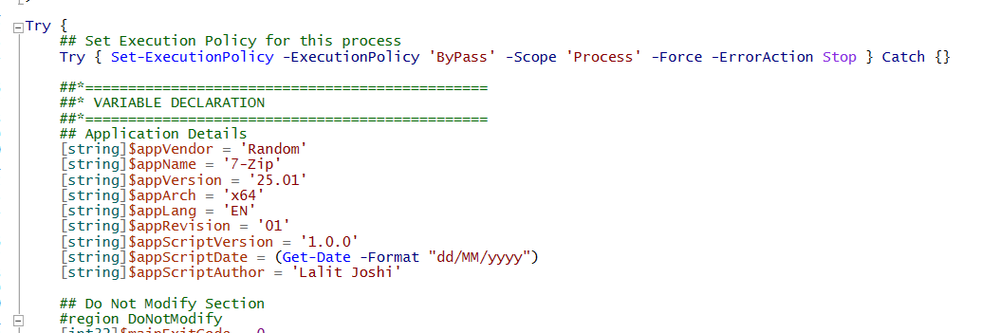 Try {
## Set Execution Policy for this process
Try { Set-ExecutionPolicy -ExecutionPolicy 'ByPass' -Scope 'Process' -Force -ErrorAction Stop } Catch {}
##*===============================================
##* VARIABLE DECLARATION
##*===============================================
## Application Details
[string]$appVendor = 'Random'
[string]$appName = '7-Zip'
[string]$appVersion = '25.01'
[string]$appArch = 'x64'
[string]$appLang = 'EN'
[string]$appRevision = '01'
[string]$appScriptVersion = '1.0.0'
[string]$appScriptDate = (Get-Date -Format "dd/MM/yyyy")
[string]$appScriptAuthor = 'Lalit Joshi'
## Do Not Modify Section
#region DoNotModify
[int32]$mainExitCode = 0